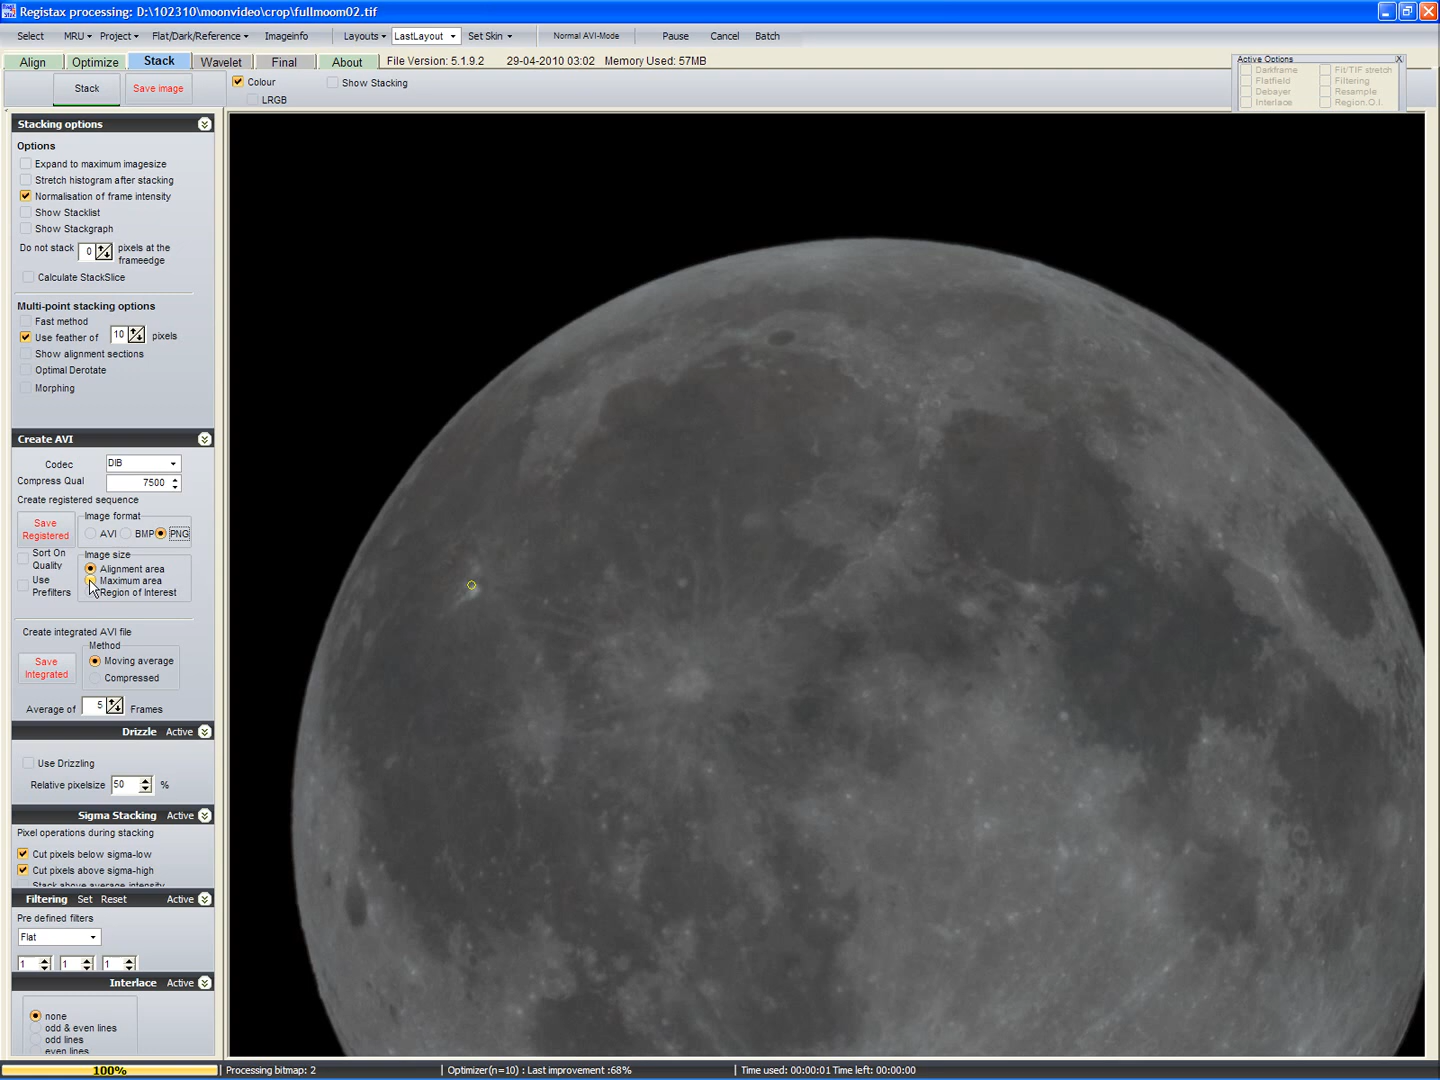 Registax processing: D:\102310\moonvideo\crop\fullmoom02.tif
Select MRU Project Flat/Dark/Reference Imageinfo Layouts LastLayout Set Skin Normal AVI-Mode Pause Cancel Batch
Align Optimize Stack Wavelet Final About File Version: 5.1.9.2 29-04-2010 03:02 Memory Used: 57MB
Stack Save image Colour Show Stacking
LRGB
Active Options X
Darkframe Fit/TIF stretch
Flatfield Filtering
Debayer Resample
Interlace Region.O.I.
Stacking options
Options
Expand to maximum imagesize
Stretch histogram after stacking
Normalisation of frame intensity
Show Stacklist
Show Stackgraph
Do not stack 0 pixels at the
frameedge
Calculate StackSlice
Multi-point stacking options
Fast method
Use feather of 10 pixels
Show alignment sections
Optimal Derotate
Morphing
Create AVI
Codec DIB
Compress Qual 7500
Create registered sequence
Save
Registered
Image format
AVI BMP PNG
Sort On
Quality
Use
Prefilters
Image size
Alignment area
Maximum area
Region of Interest
Create integrated AVI file
Save
Integrated
Method
Moving average
Compressed
Average of 5 Frames
Drizzle Active
Use Drizzling
Relative pixelsize 50 %
Sigma Stacking Active
Pixel operations during stacking
Cut pixels below sigma-low
Cut pixels above sigma-high
Stack above average intensity
Filtering Set Reset Active
Pre defined filters
Flat
1 1 1
Interlace Active
none
odd & even lines
odd lines
even lines
100% Processing bitmap: 2 Optimizer(n=10) : Last improvement :68% Time used: 00:00:01 Time left: 00:00:00